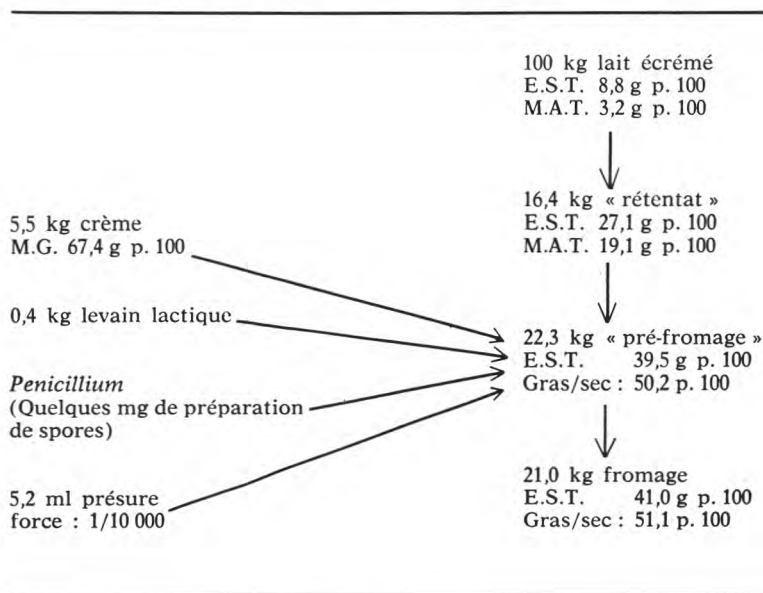 100 kg lait écrémé
E.S.T. 8,8 g p. 100
M.A.T. 3,2 g p. 100
16,4 kg « rétentat »
E.S.T. 27,1 g p. 100
M.A.T. 19,1 g p. 100
5,5 kg crème
M.G. 67,4 g p. 100
0,4 kg levain lactique
Penicillium
(Quelques mg de préparation
de spores)
5,2 ml présure
force : 1/10 000
22,3 kg « pré-fromage »
E.S.T. 39,5 g p. 100
Gras/sec : 50,2 p. 100
21,0 kg fromage
E.S.T. 41,0 g p. 100
Gras/sec : 51,1 p. 100